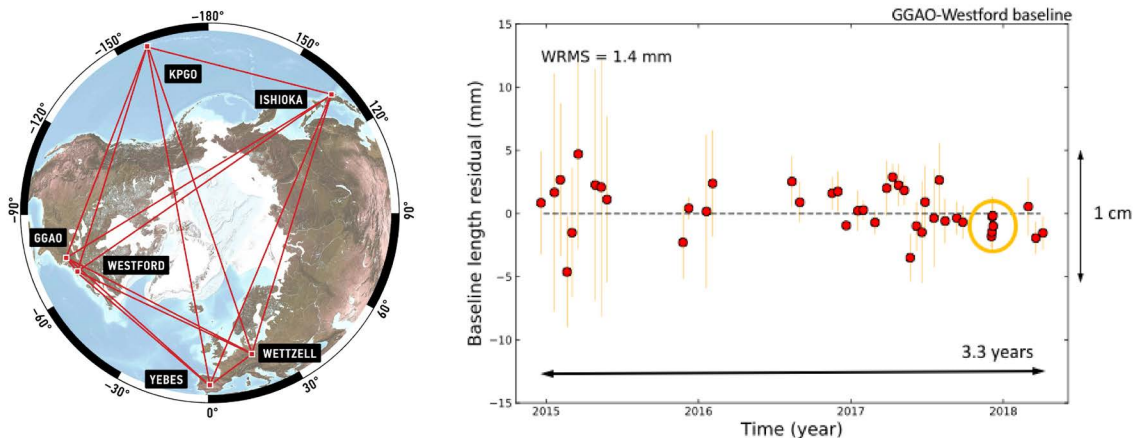 -180°
-150°
150°
KPGO
ISHIOKA
-120°
120°
-90°
90°
GGAO
WESTFORD
-60°
60°
WETTZELL
YEBES
-30°
30°
0°
GGAO-Westford baseline
WRMS = 1.4 mm
Baseline length residual (mm)
15
10
5
0
−5
−10
−15
1 cm
3.3 years
2015
2016
2017
2018
Time (year)